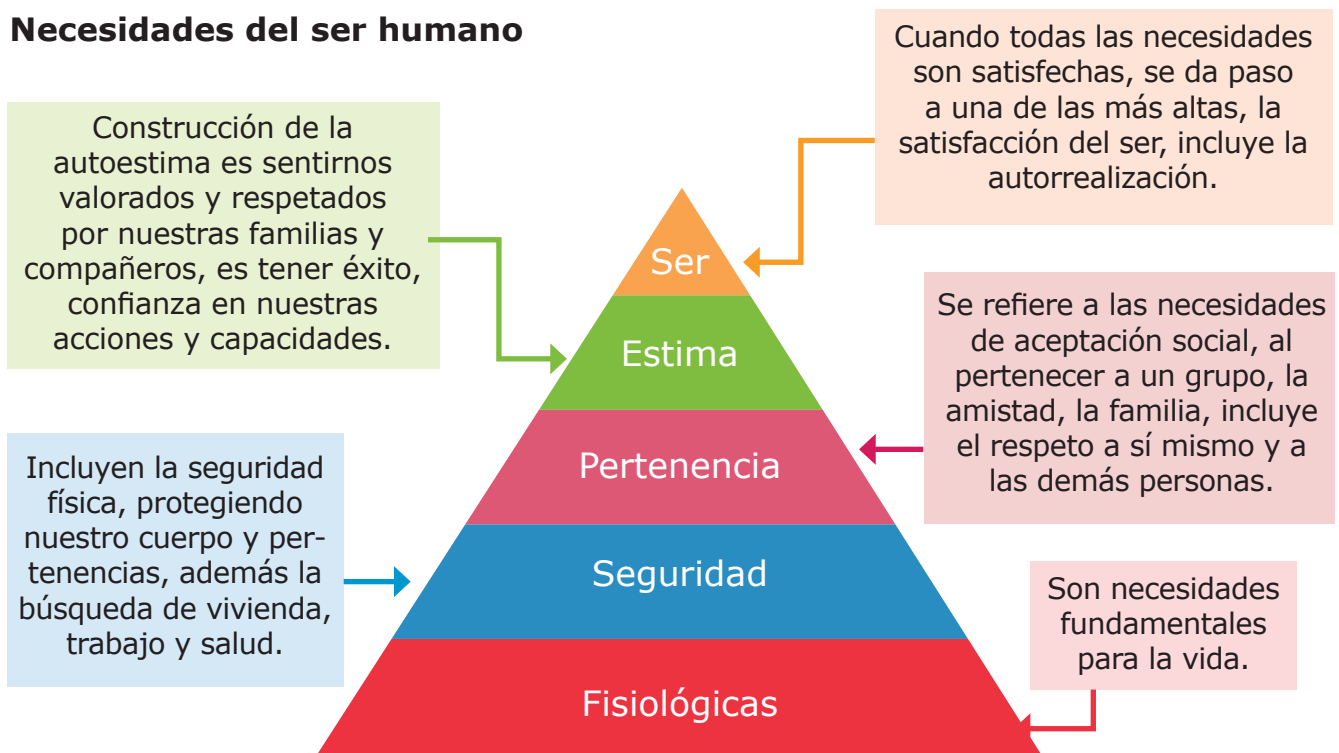 Necesidades del ser humano
Cuando todas las necesidades
son satisfechas, se da paso
a una de las más altas, la
satisfacción del ser, incluye la
autorrealización.
Construcción de la
autoestima es sentirnos
valorados y respetados
por nuestras familias y
compañeros, es tener éxito,
confianza en nuestras
acciones y capacidades.
Ser
Estima
Se refiere a las necesidades
de aceptación social, al
pertenecer a un grupo, la
amistad, la familia, incluye
el respeto a sí mismo y a
las demás personas.
Pertenencia
Incluyen la seguridad
física, protegiendo
nuestro cuerpo y per-
tenencias, además la
búsqueda de vivienda,
trabajo y salud.
Seguridad
Son necesidades
fundamentales
para la vida.
Fisiológicas